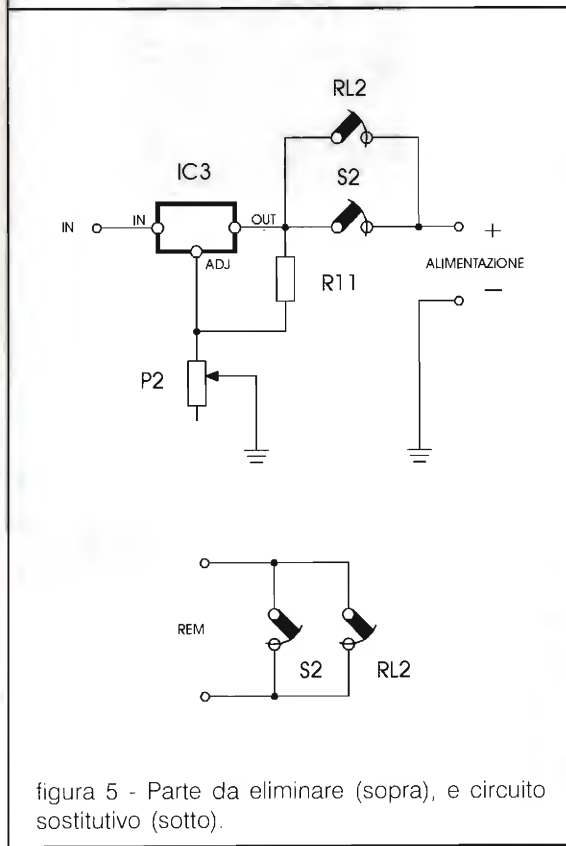 RL2
IC3
S2
IN
IN
OUT
+
ADJ
ALIMENTAZIONE
R11
—
P2
REM
S2
RL2
figura 5 - Parte da eliminare (sopra), e circuito
sostitutivo (sotto).